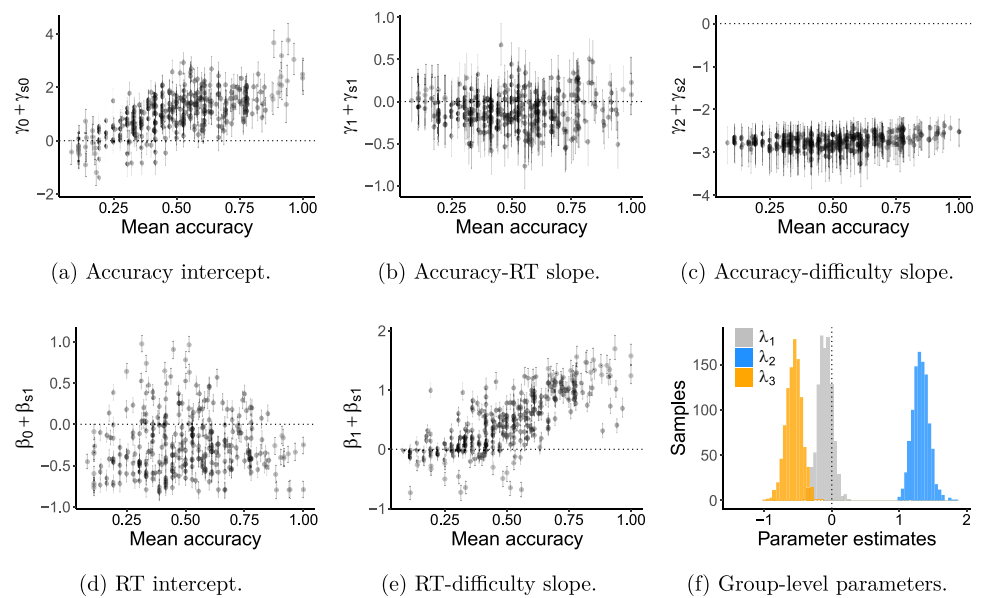 γ0 + γs0
4
2
0
−2
0.25 0.50 0.75 1.00
Mean accuracy
(a) Accuracy intercept.
γ1 + γs1
1.0
0.5
0.0
−0.5
−1.0
0.25 0.50 0.75 1.00
Mean accuracy
(b) Accuracy-RT slope.
γ2 + γs2
0
−1
−2
−3
−4
0.25 0.50 0.75 1.00
Mean accuracy
(c) Accuracy-difficulty slope.
β0 + βs1
1.0
0.5
0.0
−0.5
−1.0
0.25 0.50 0.75 1.00
Mean accuracy
(d) RT intercept.
β1 + βs1
2
1
0
−1
0.25 0.50 0.75 1.00
Mean accuracy
(e) RT-difficulty slope.
Samples
150
100
50
0
λ1
λ2
λ3
−1 0 1 2
Parameter estimates
(f) Group-level parameters.